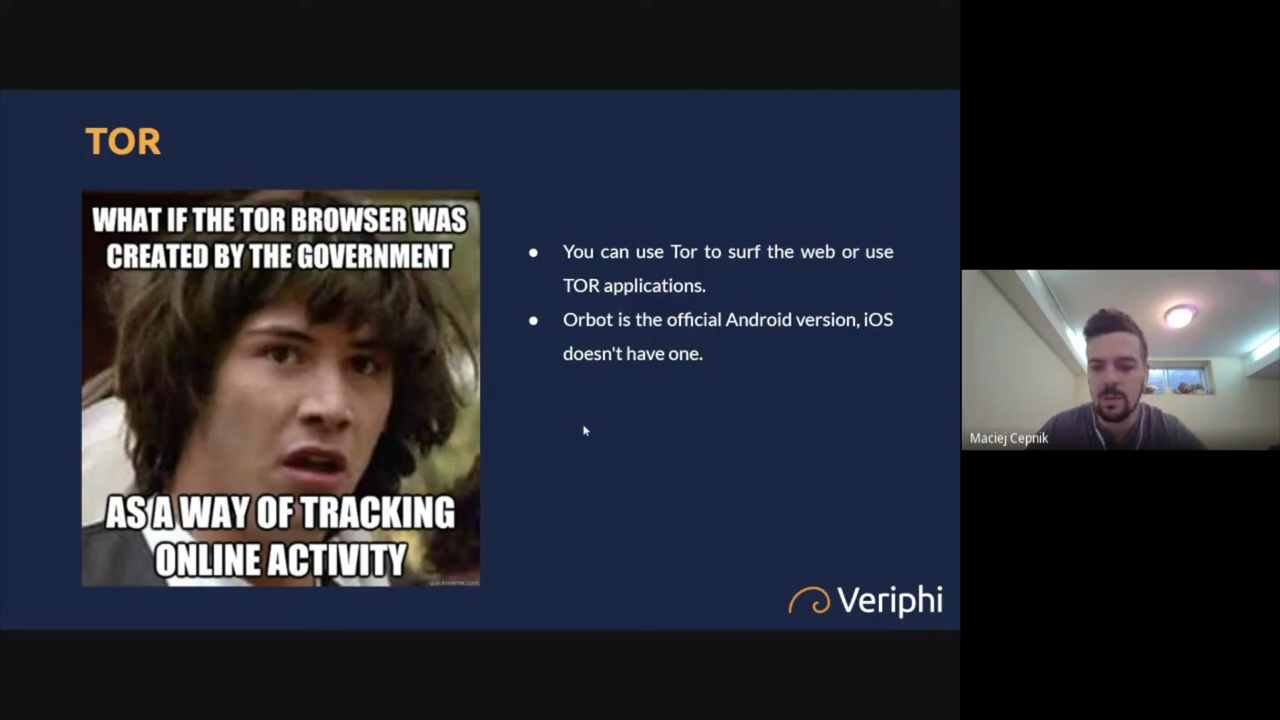 TOR
WHAT IF THE TOR BROWSER WAS
CREATED BY THE GOVERNMENT
AS A WAY OF TRACKING
ONLINE ACTIVITY
quickmeme.com
● You can use Tor to surf the web or use
TOR applications.
● Orbot is the official Android version, iOS
doesn't have one.
Veriphi
Maciej Cepnik